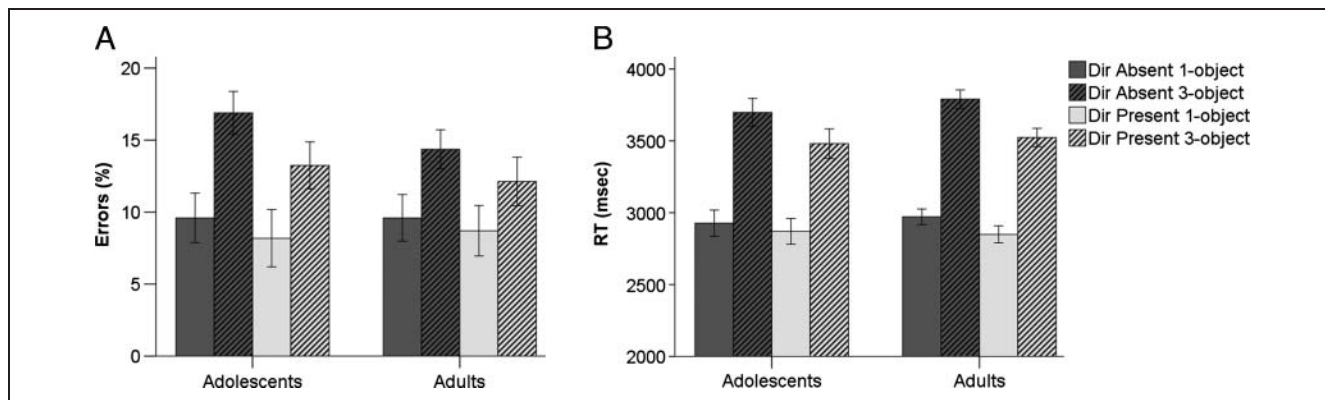 A
Errors (%)
20
15
10
5
0
Adolescents
Adults
B
RT (msec)
4000
3500
3000
2500
2000
Adolescents
Adults
Dir Absent 1-object
Dir Absent 3-object
Dir Present 1-object
Dir Present 3-object